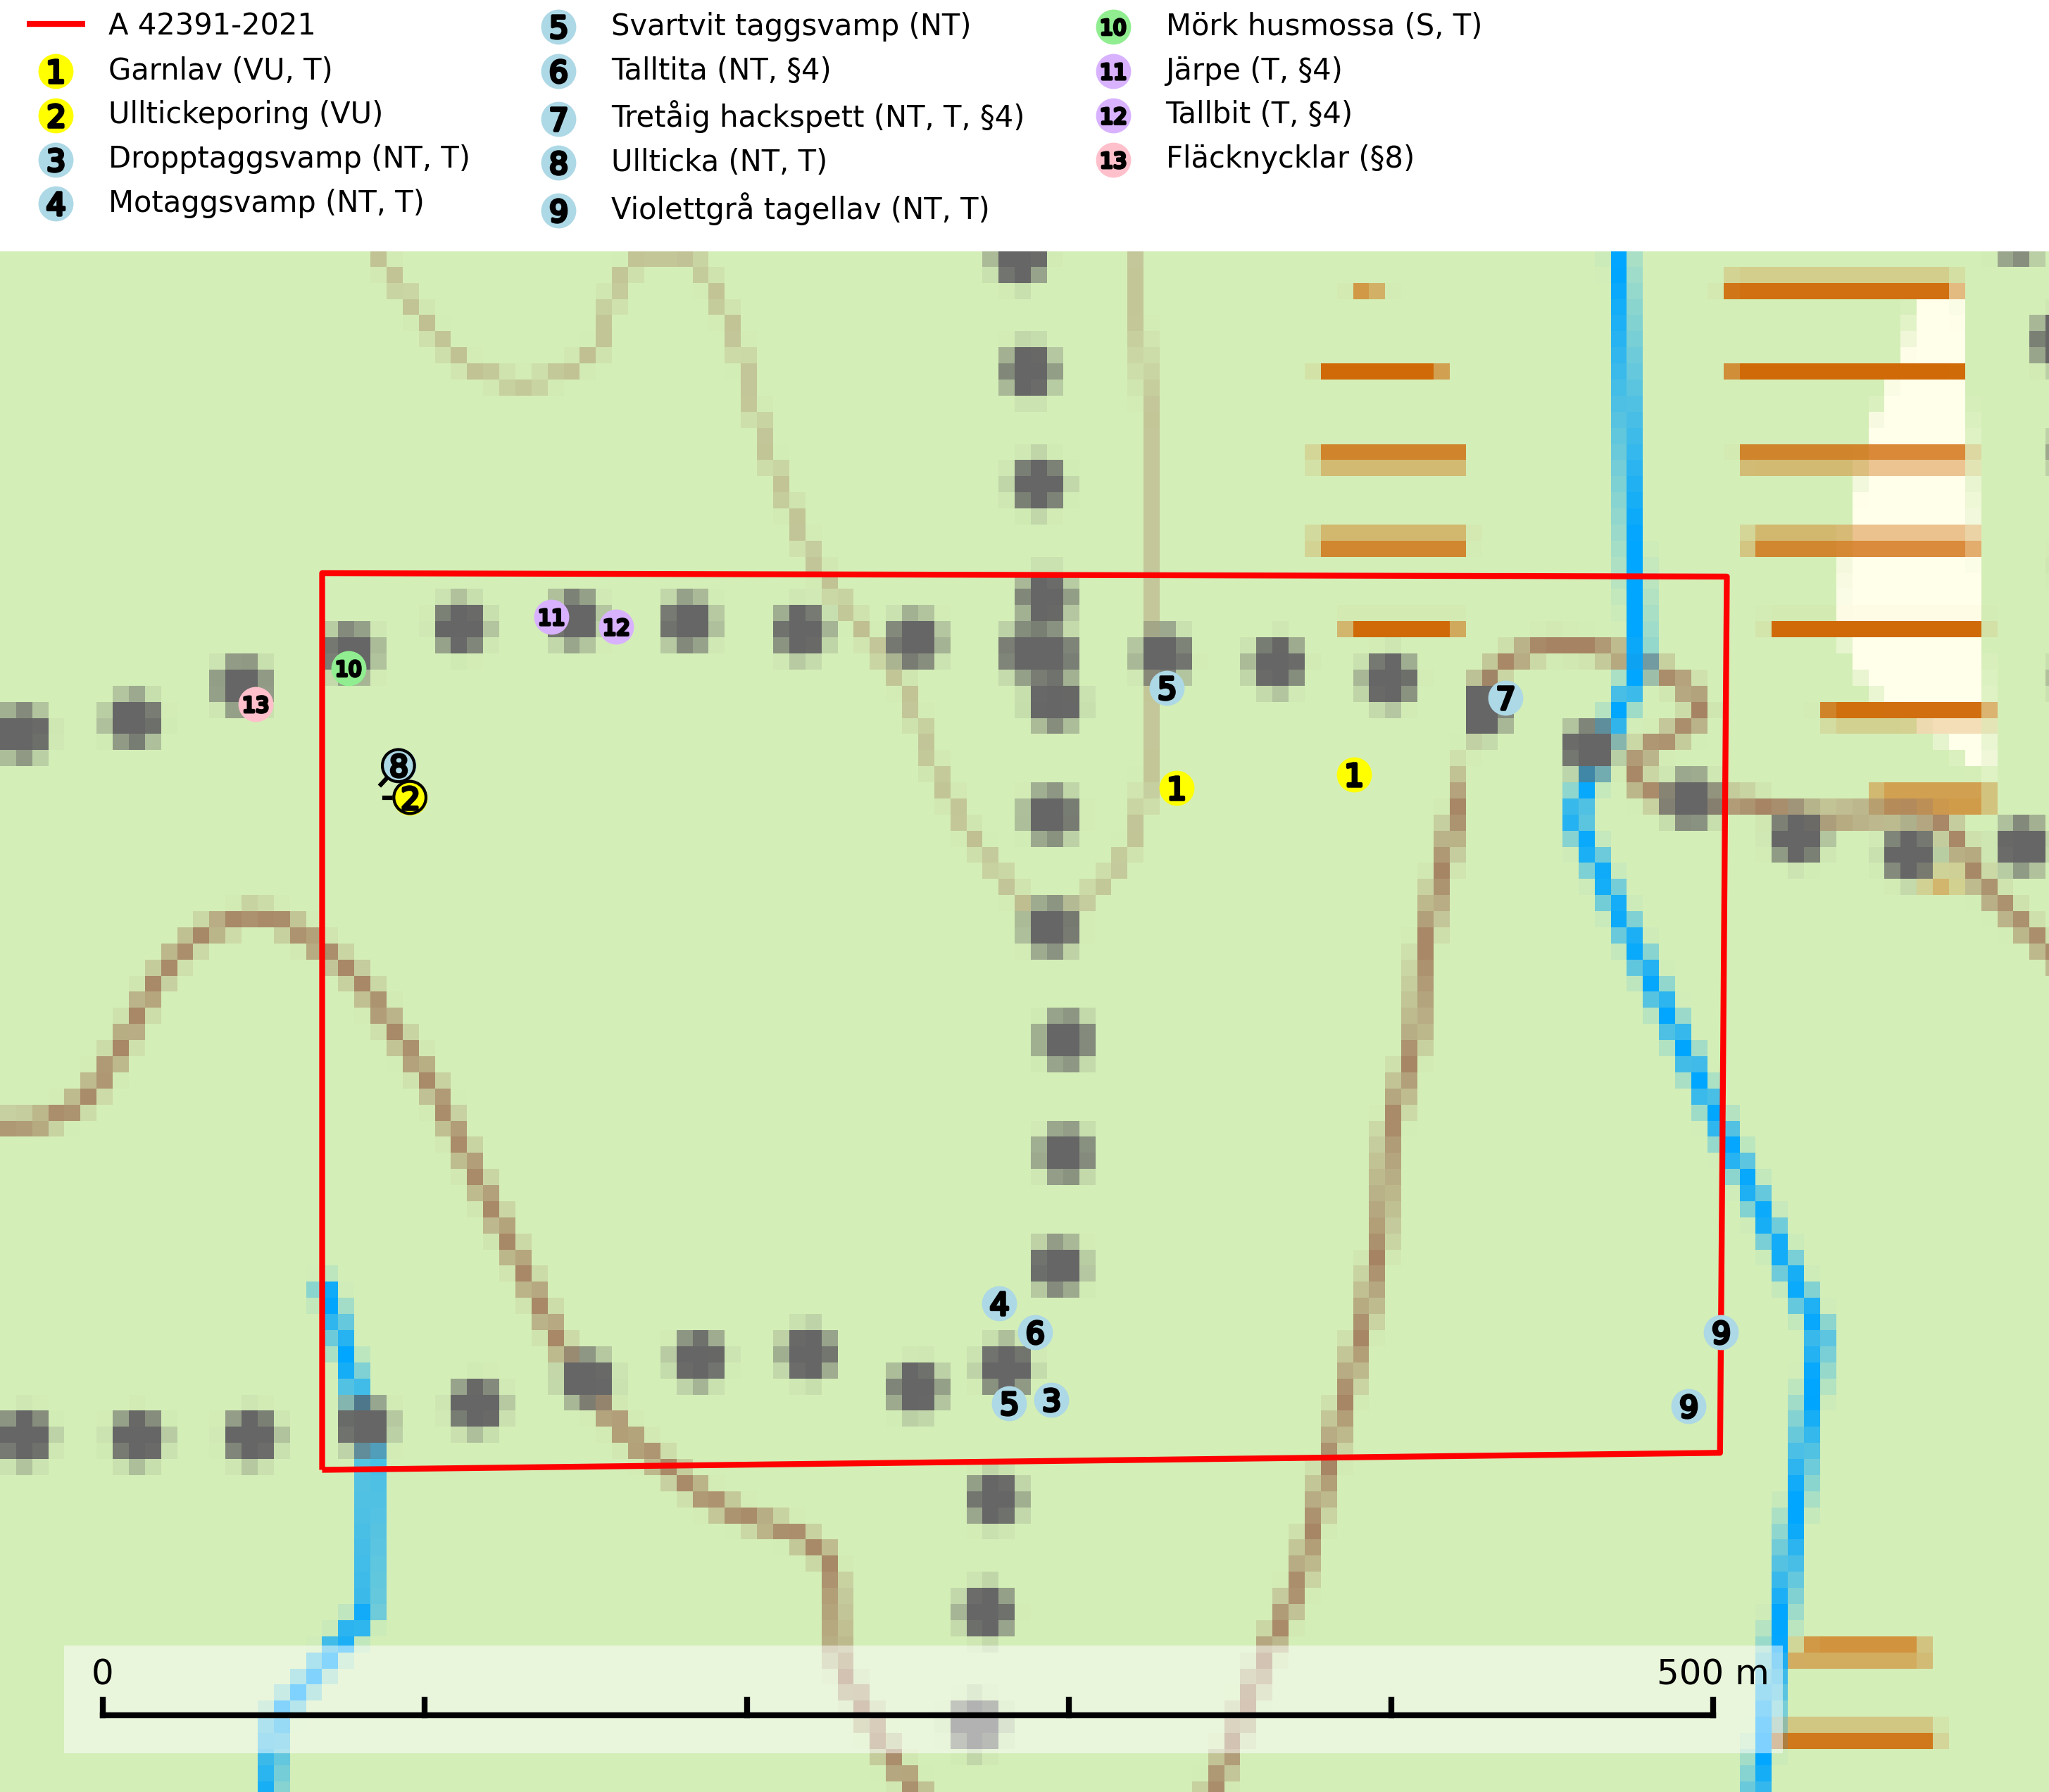 A 42391-2021
1 Garnlav (VU, T)
2 Ulltickeporing (VU)
3 Dropptaggsvamp (NT, T)
4 Motaggsvamp (NT, T)
5 Svartvit taggsvamp (NT)
6 Talltita (NT, §4)
7 Tretåig hackspett (NT, T, §4)
8 Ullticka (NT, T)
9 Violettgrå tagellav (NT, T)
10 Mörk husmossa (S, T)
11 Järpe (T, §4)
12 Tallbit (T, §4)
13 Fläcknycklar (§8)
11
12
10
13
5
7
8
2
1
1
4
6
5
3
9
9
0
500 m